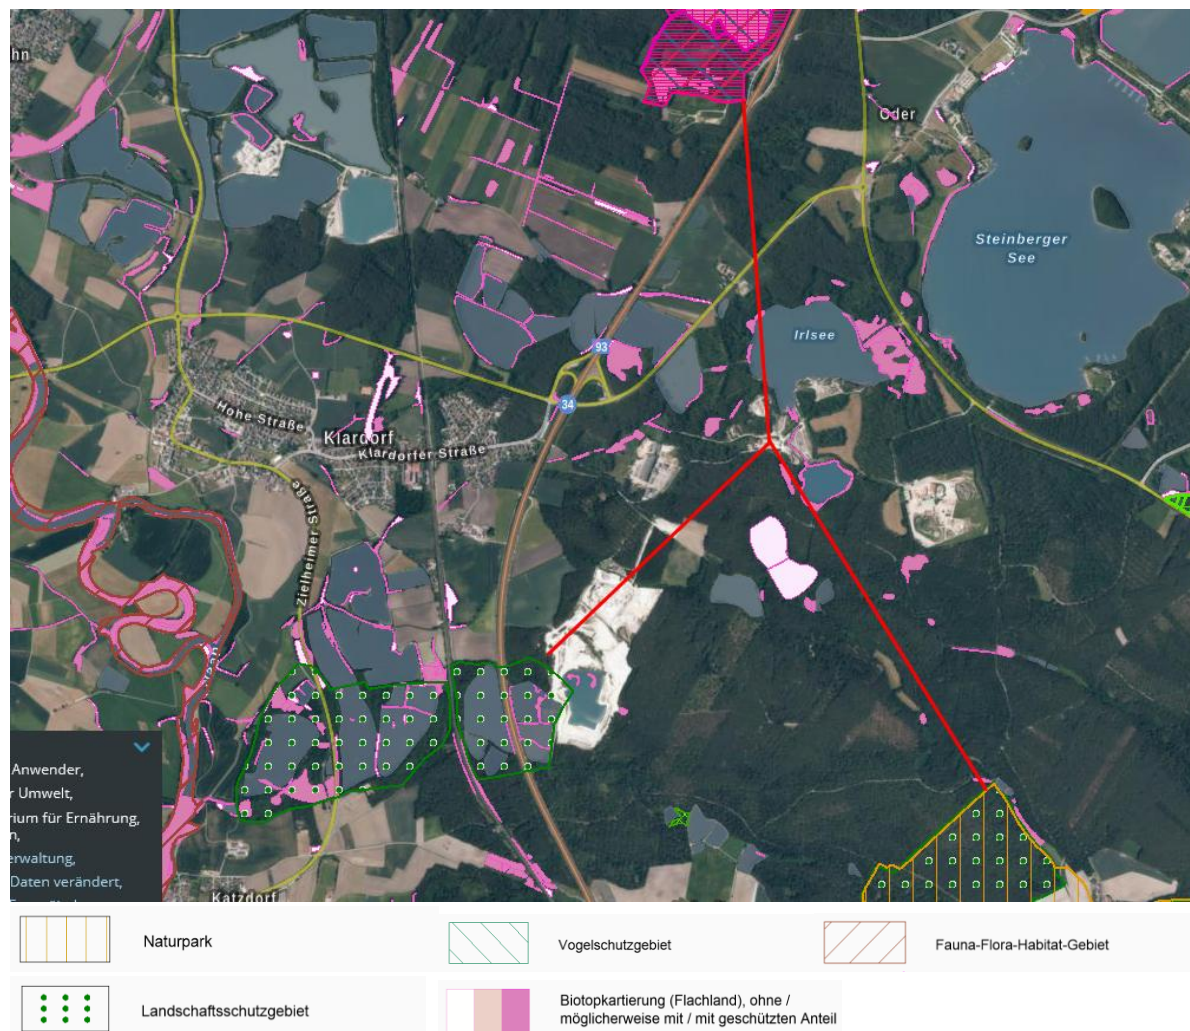 hn
Oder
Steinberger
See
Irlsee
93
34
Hohe Straße
Klardorf
Klardorfer Straße
Zielheimer Straße
Anwender,
r Umwelt,
rium für Ernährung,
n,
erwaltung,
Daten verändert,
Katzdorf
Naturpark
Vogelschutzgebiet
Fauna-Flora-Habitat-Gebiet
Landschaftsschutzgebiet
Biotopkartierung (Flachland), ohne /
möglicherweise mit / mit geschützten Anteil